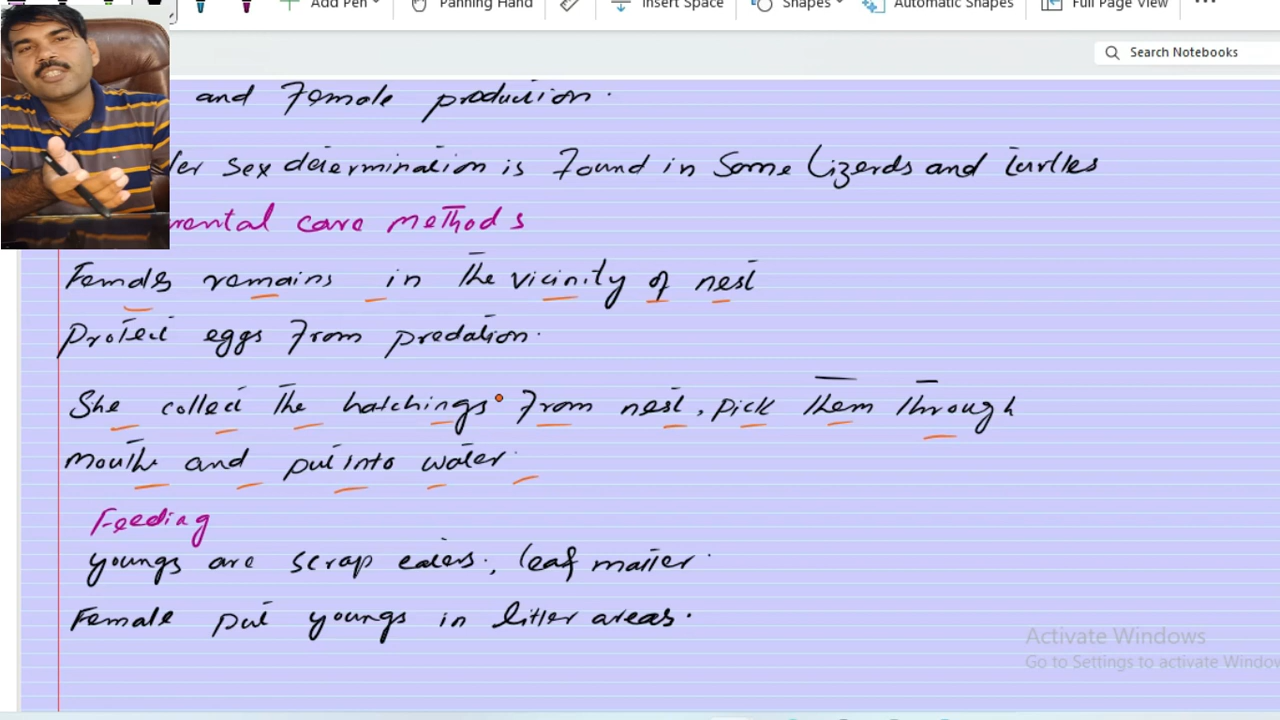 Add Pen Panning Hand Insert Space Shapes Automatic Shapes Full Page View
Search Notebooks
and Female production.
sex determination is Found in Some lizerds and turtles
care methods
Females remains in the vicinity of nest
Protect eggs From predation.
She collect the hatchings From nest, pick them through
mouth and put into water.
Feeding
youngs are scrap eaters, leaf matter.
Female put youngs in litter areas.
Activate Windows
Go to Settings to activate Windo